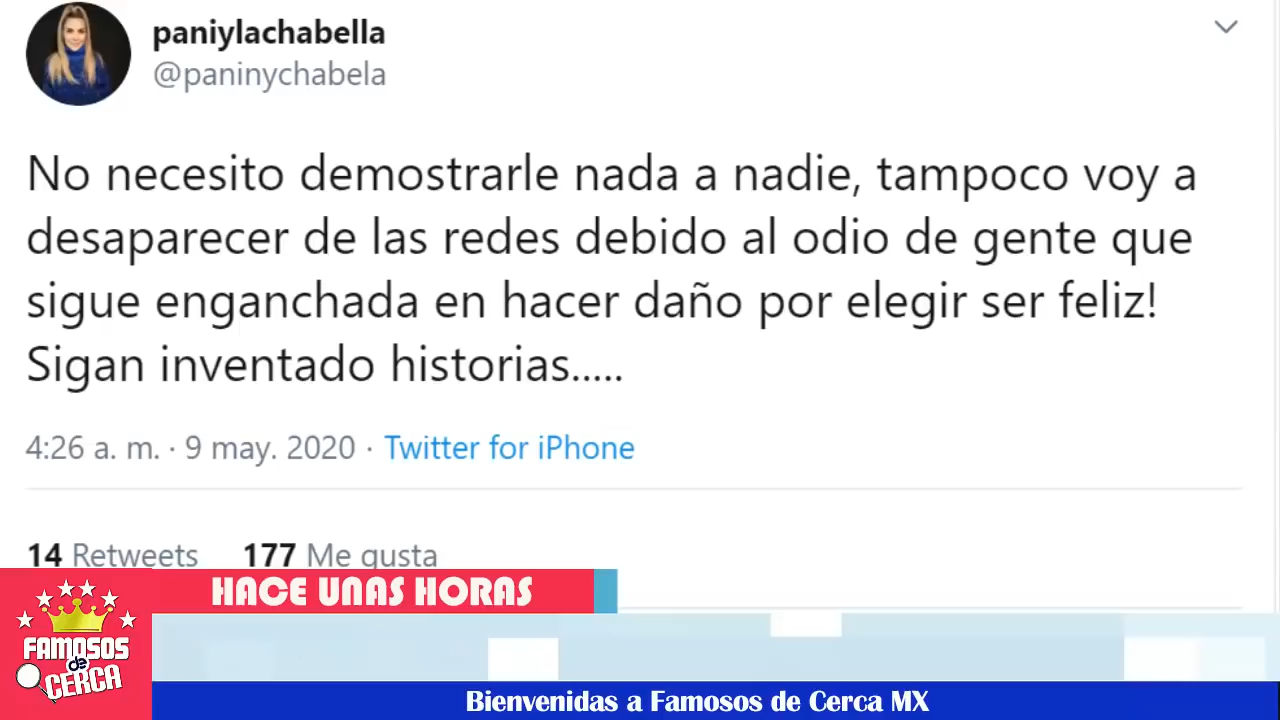 paniylachabella
@paninychabela
No necesito demostrarle nada a nadie, tampoco voy a
desaparecer de las redes debido al odio de gente que
sigue enganchada en hacer daño por elegir ser feliz!
Sigan inventado historias.....
4:26 a. m. · 9 may. 2020 · Twitter for iPhone
14 Retweets 177 Me gusta
HACE UNAS HORAS
FAMOSOS
de
CERCA
Bienvenidas a Famosos de Cerca MX